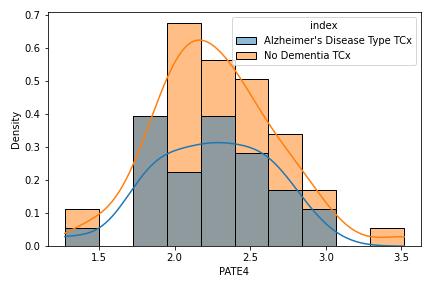 index
Alzheimer's Disease Type TCx
No Dementia TCx
0.7
0.6
0.5
0.4
0.3
0.2
0.1
0.0
Density
1.5 2.0 2.5 3.0 3.5
PATE4